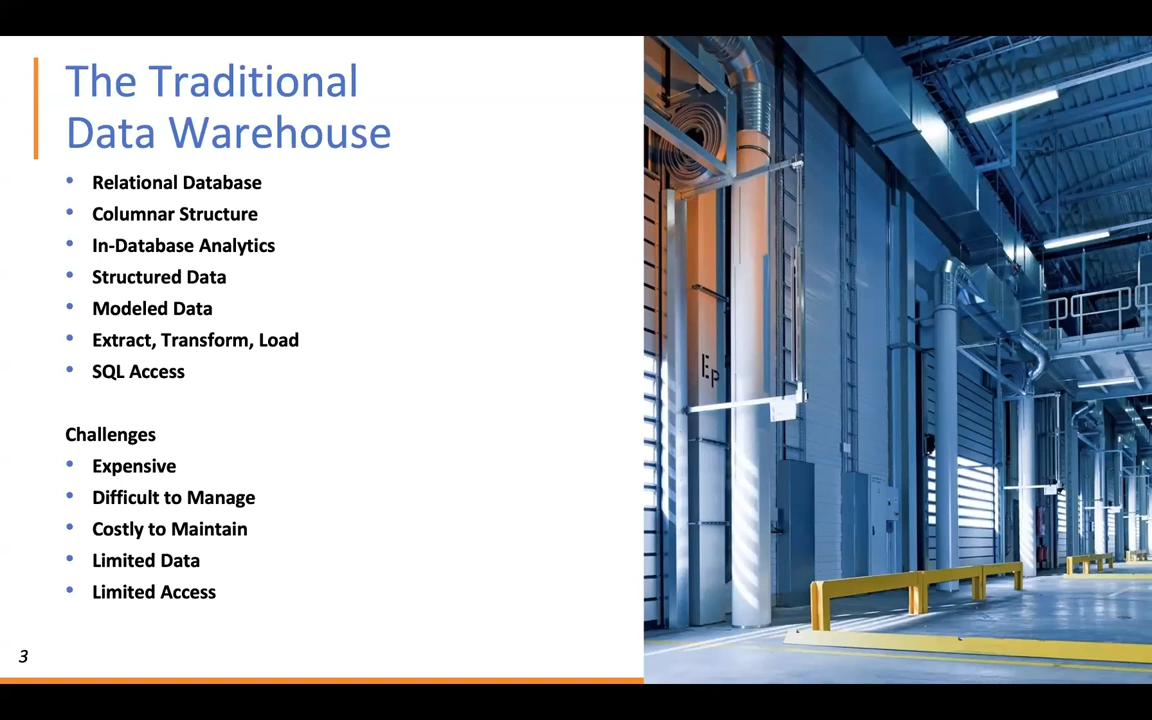 The Traditional
Data Warehouse
• Relational Database
• Columnar Structure
• In-Database Analytics
• Structured Data
• Modeled Data
• Extract, Transform, Load
• SQL Access
Challenges
• Expensive
• Difficult to Manage
• Costly to Maintain
• Limited Data
• Limited Access
3
Ep